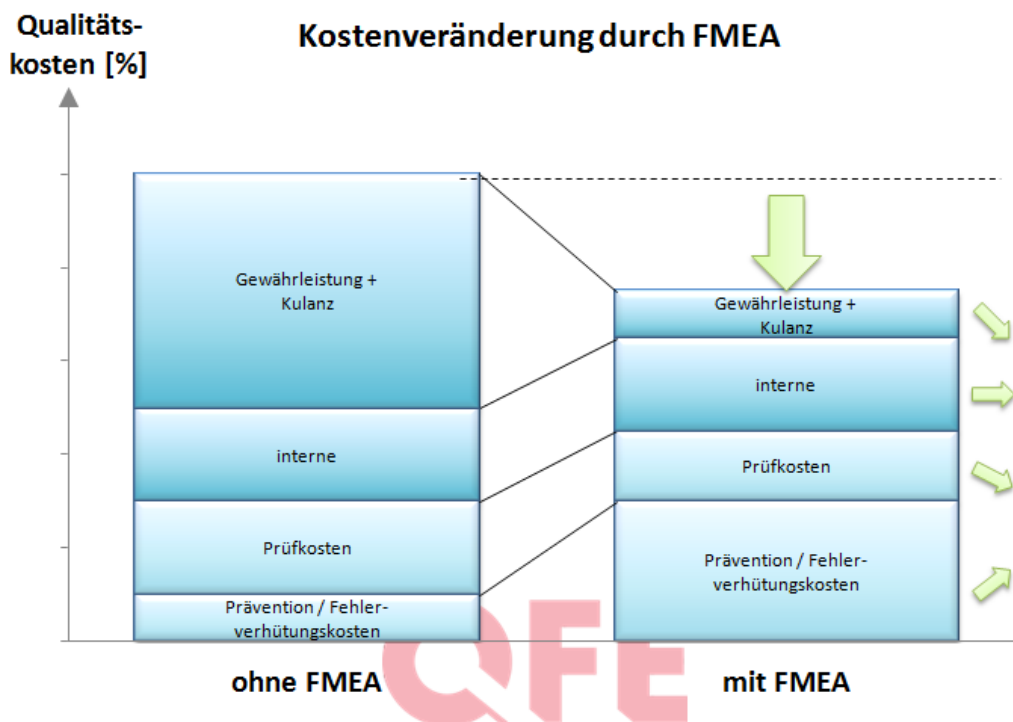 Qualitäts-
kosten [%]
Kostenveränderung durch FMEA
Gewährleistung +
Kulanz
interne
Prüfkosten
Prävention / Fehler-
verhütungskosten
Gewährleistung +
Kulanz
interne
Prüfkosten
Prävention / Fehler-
verhütungskosten
ohne FMEA
mit FMEA
QFE